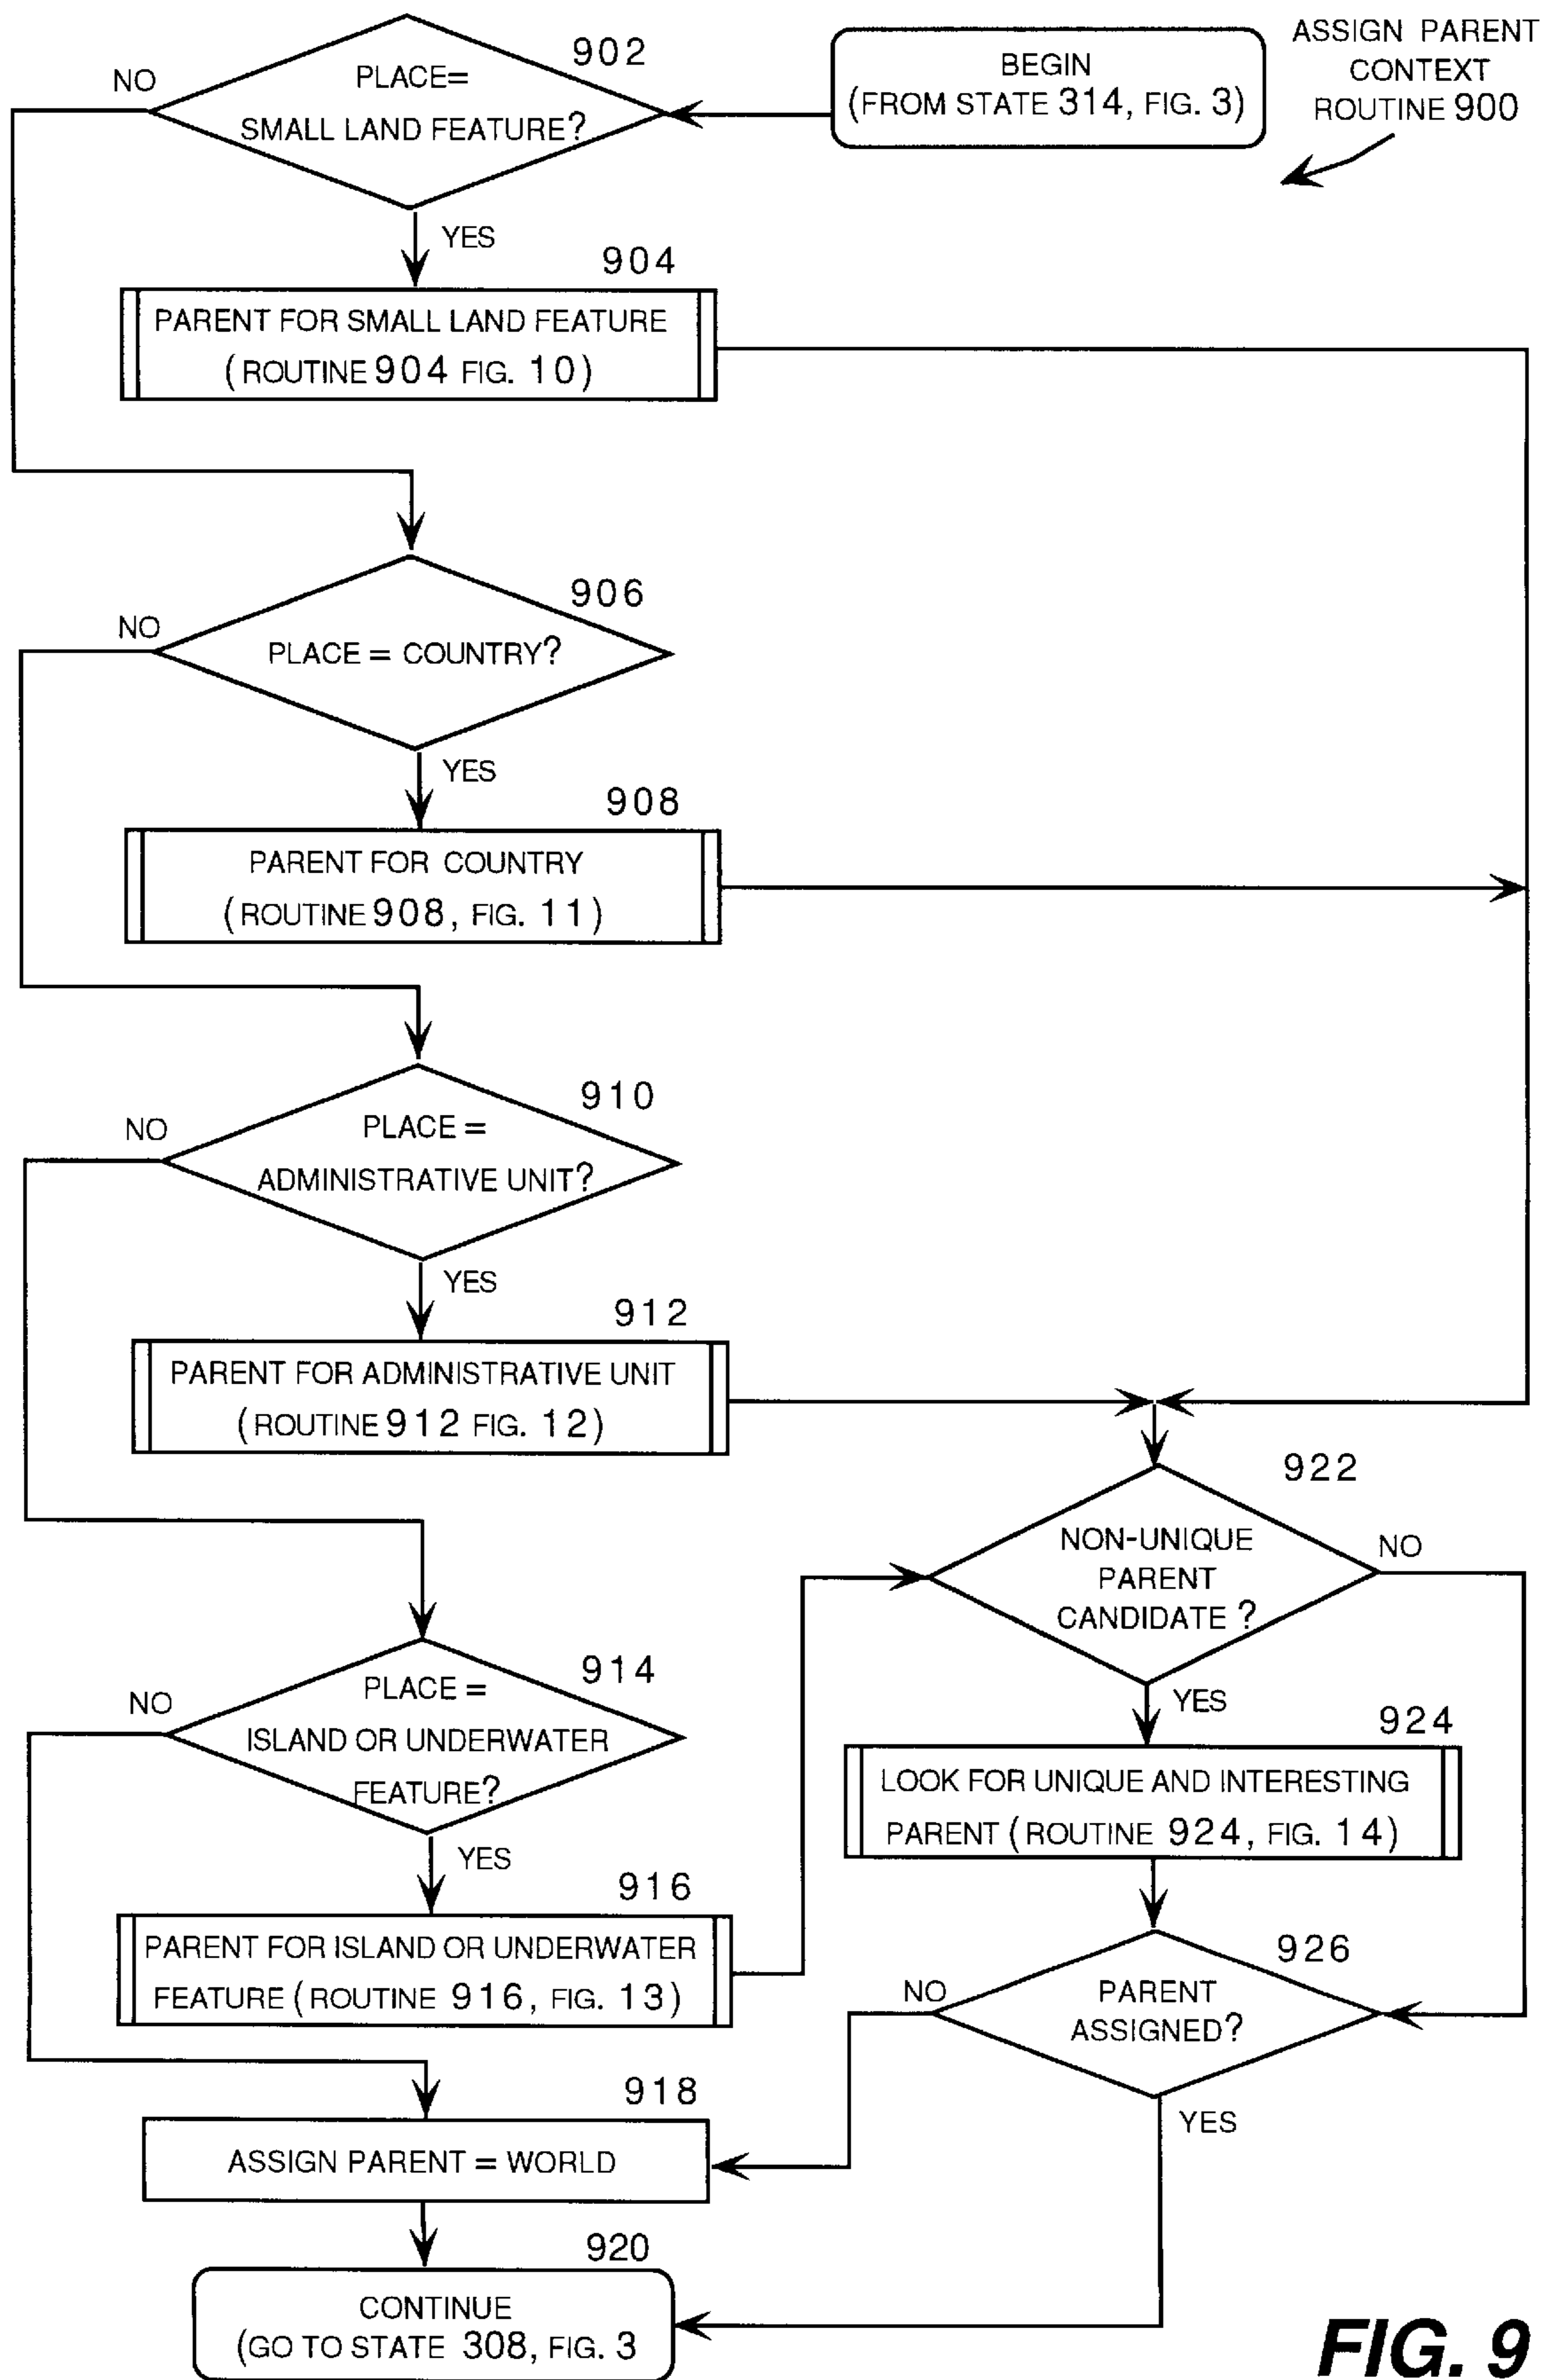 ASSIGN PARENT
CONTEXT
ROUTINE 900
BEGIN
(FROM STATE 314, FIG. 3)
902
PLACE=
SMALL LAND FEATURE?
NO
YES
904
PARENT FOR SMALL LAND FEATURE
(ROUTINE 904 FIG. 10)
906
PLACE = COUNTRY?
NO
YES
908
PARENT FOR COUNTRY
(ROUTINE 908, FIG. 11)
910
PLACE =
ADMINISTRATIVE UNIT?
NO
YES
912
PARENT FOR ADMINISTRATIVE UNIT
(ROUTINE 912 FIG. 12)
914
PLACE =
ISLAND OR UNDERWATER
FEATURE?
NO
YES
916
PARENT FOR ISLAND OR UNDERWATER
FEATURE (ROUTINE 916, FIG. 13)
922
NON-UNIQUE
PARENT
CANDIDATE ?
NO
YES
924
LOOK FOR UNIQUE AND INTERESTING
PARENT (ROUTINE 924, FIG. 14)
926
PARENT
ASSIGNED?
NO
YES
918
ASSIGN PARENT = WORLD
920
CONTINUE
(GO TO STATE 308, FIG. 3
FIG. 9